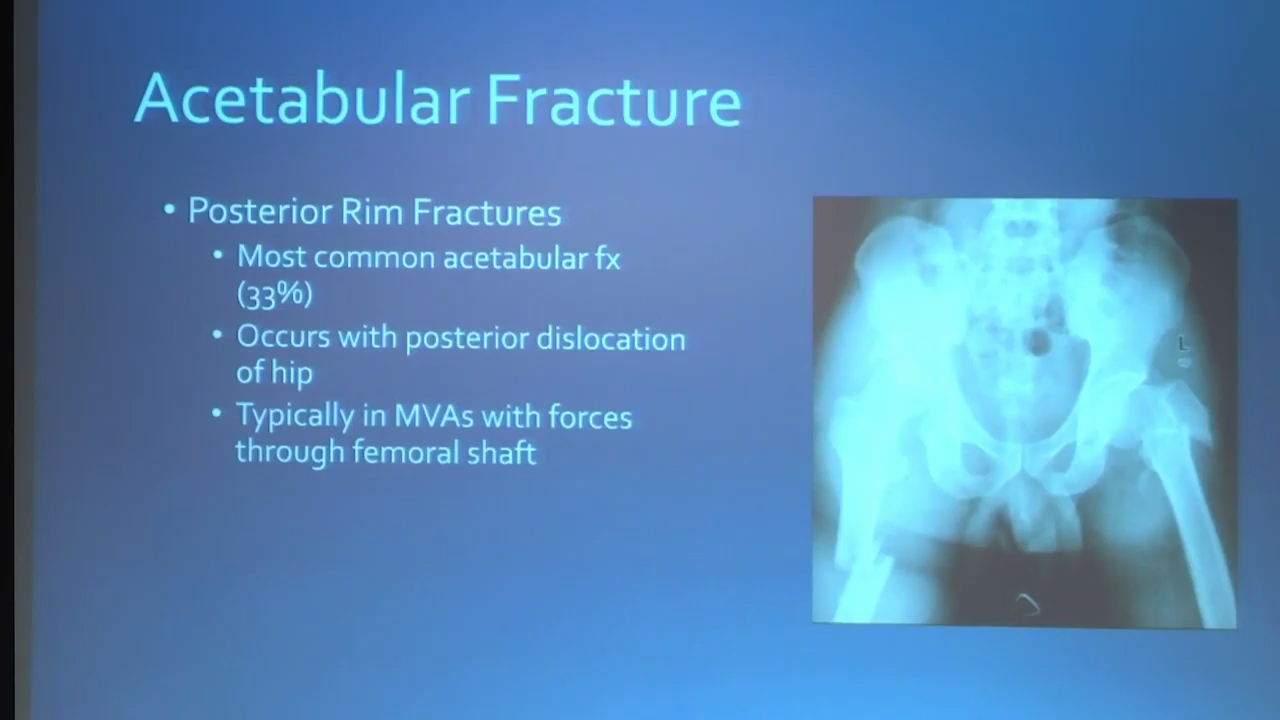 Acetabular Fracture
• Posterior Rim Fractures
• Most common acetabular fx
(33%)
• Occurs with posterior dislocation
of hip
• Typically in MVAs with forces
through femoral shaft
L